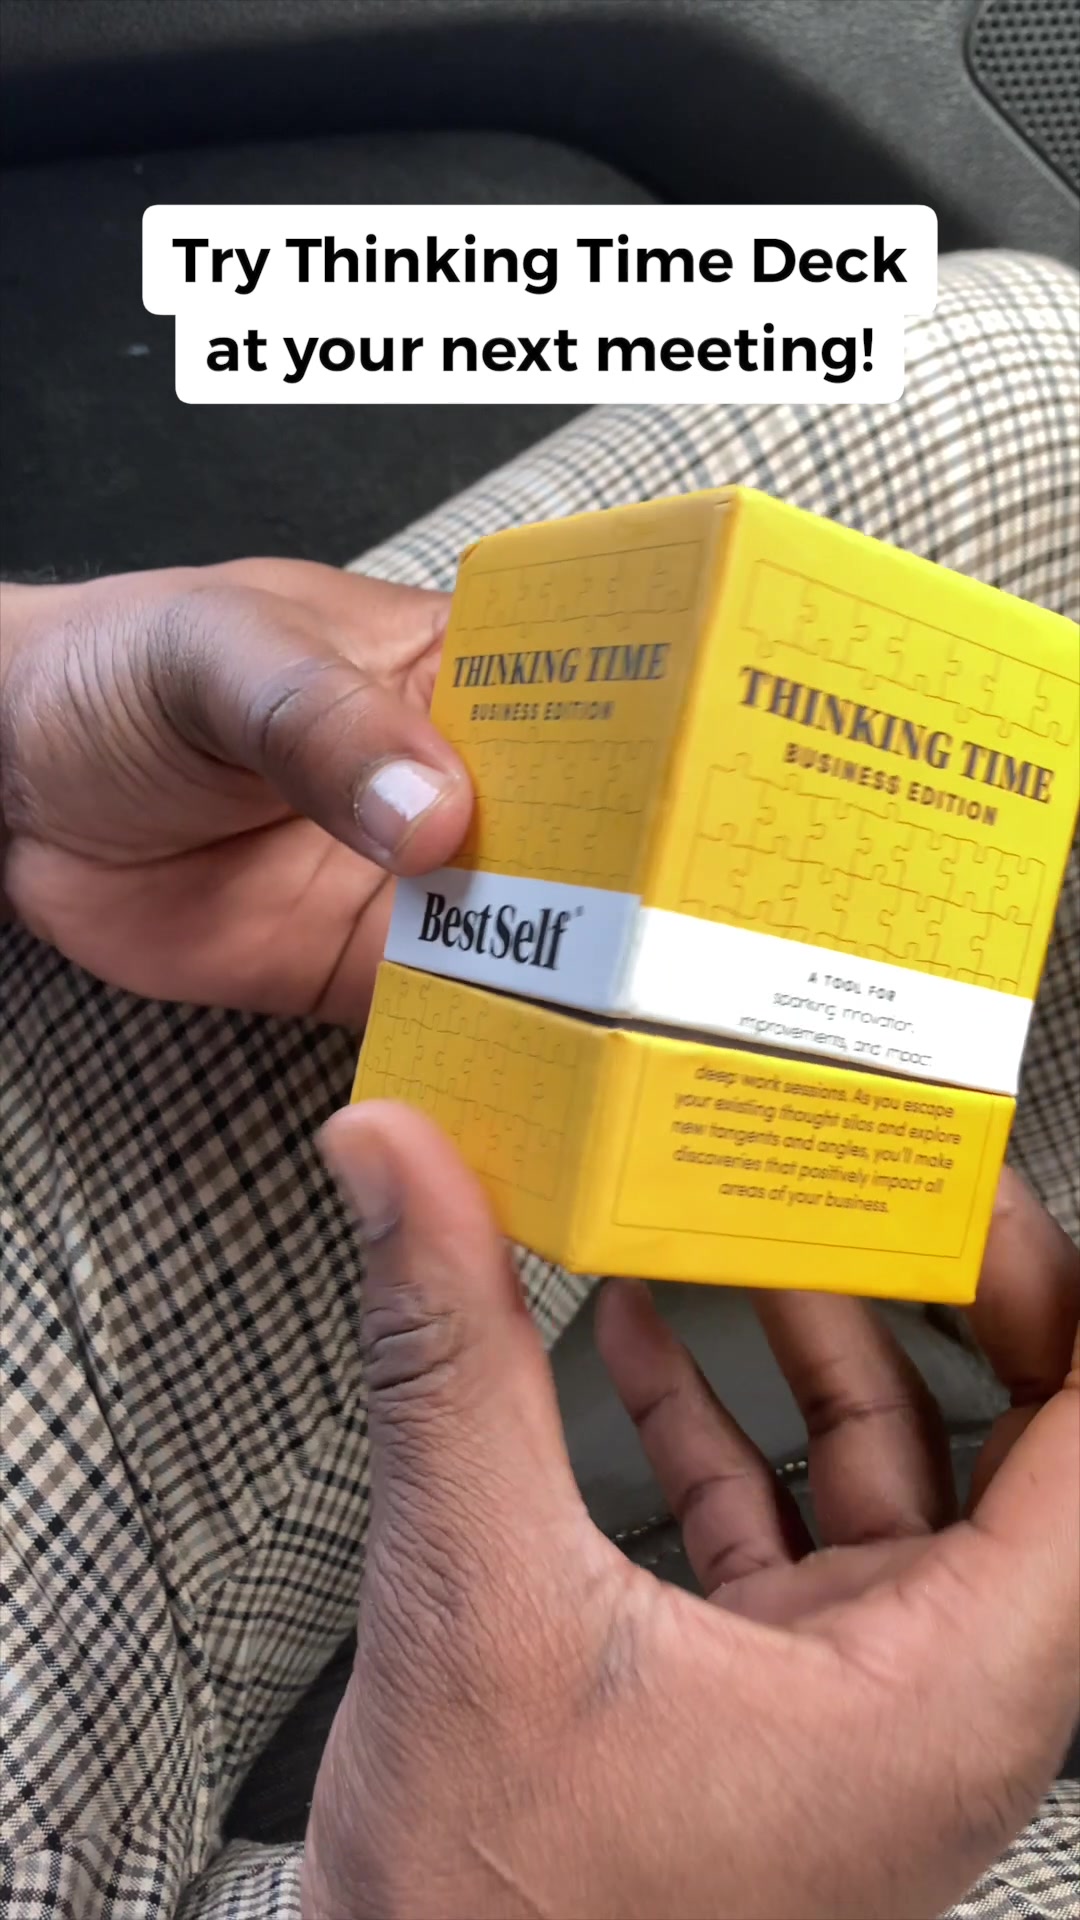 Try Thinking Time Deck
at your next meeting!
THINKING TIME
BUSINESS EDITION
BestSelf®
THINKING TIME
BUSINESS EDITION
A TOOL FOR
sparking innovation,
improvements, and impact
deep work sessions. As you escape
your existing thought silos and explore
new tangents and angles, you'll make
discoveries that positively impact all
areas of your business.